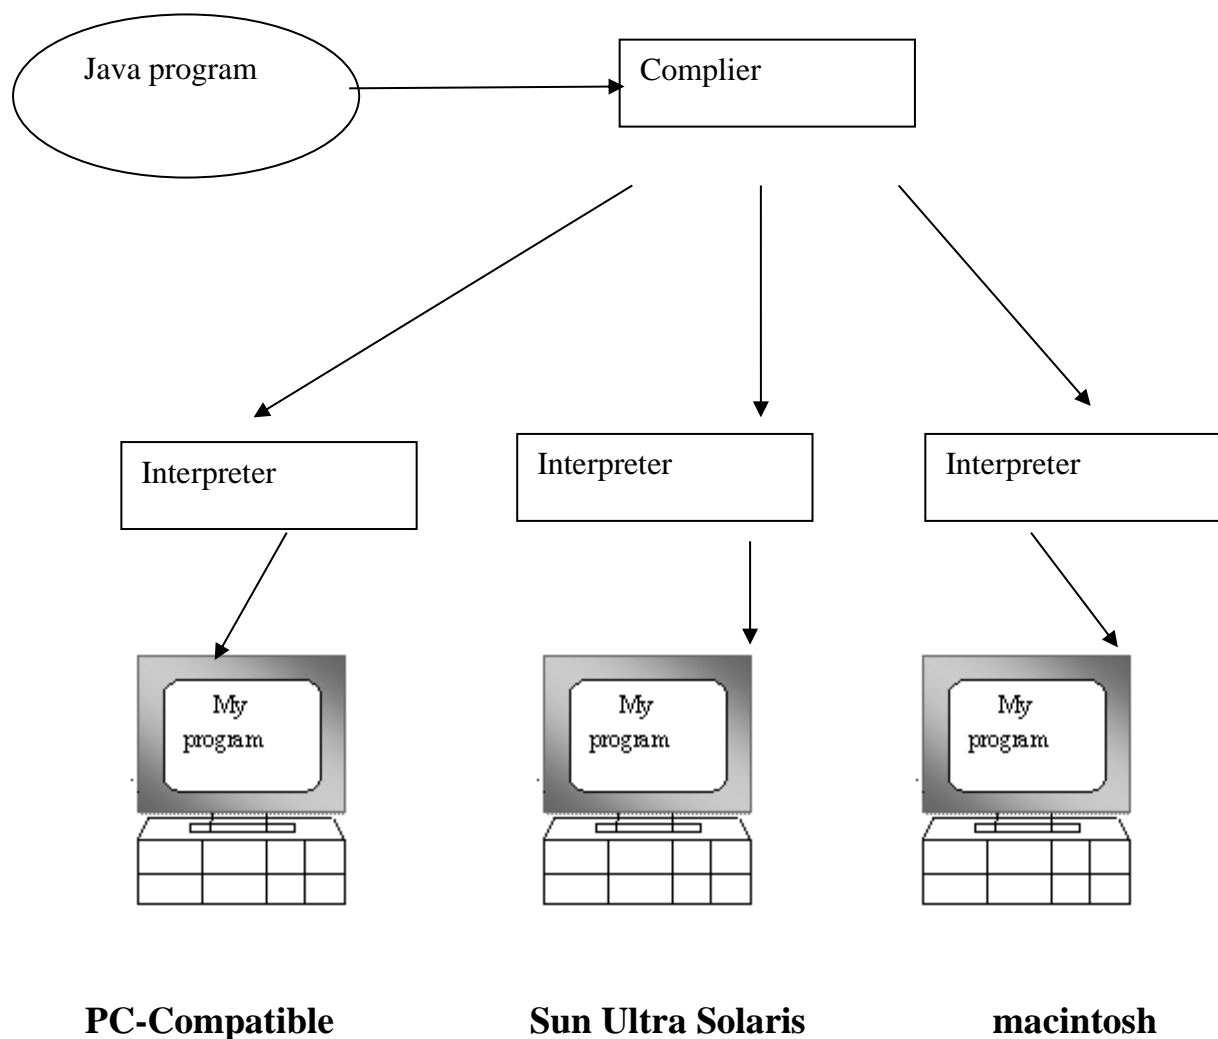 Java program
Complier
Interpreter
Interpreter
Interpreter
My
program
My
program
My
program
PC-Compatible
Sun Ultra Solaris
macintosh